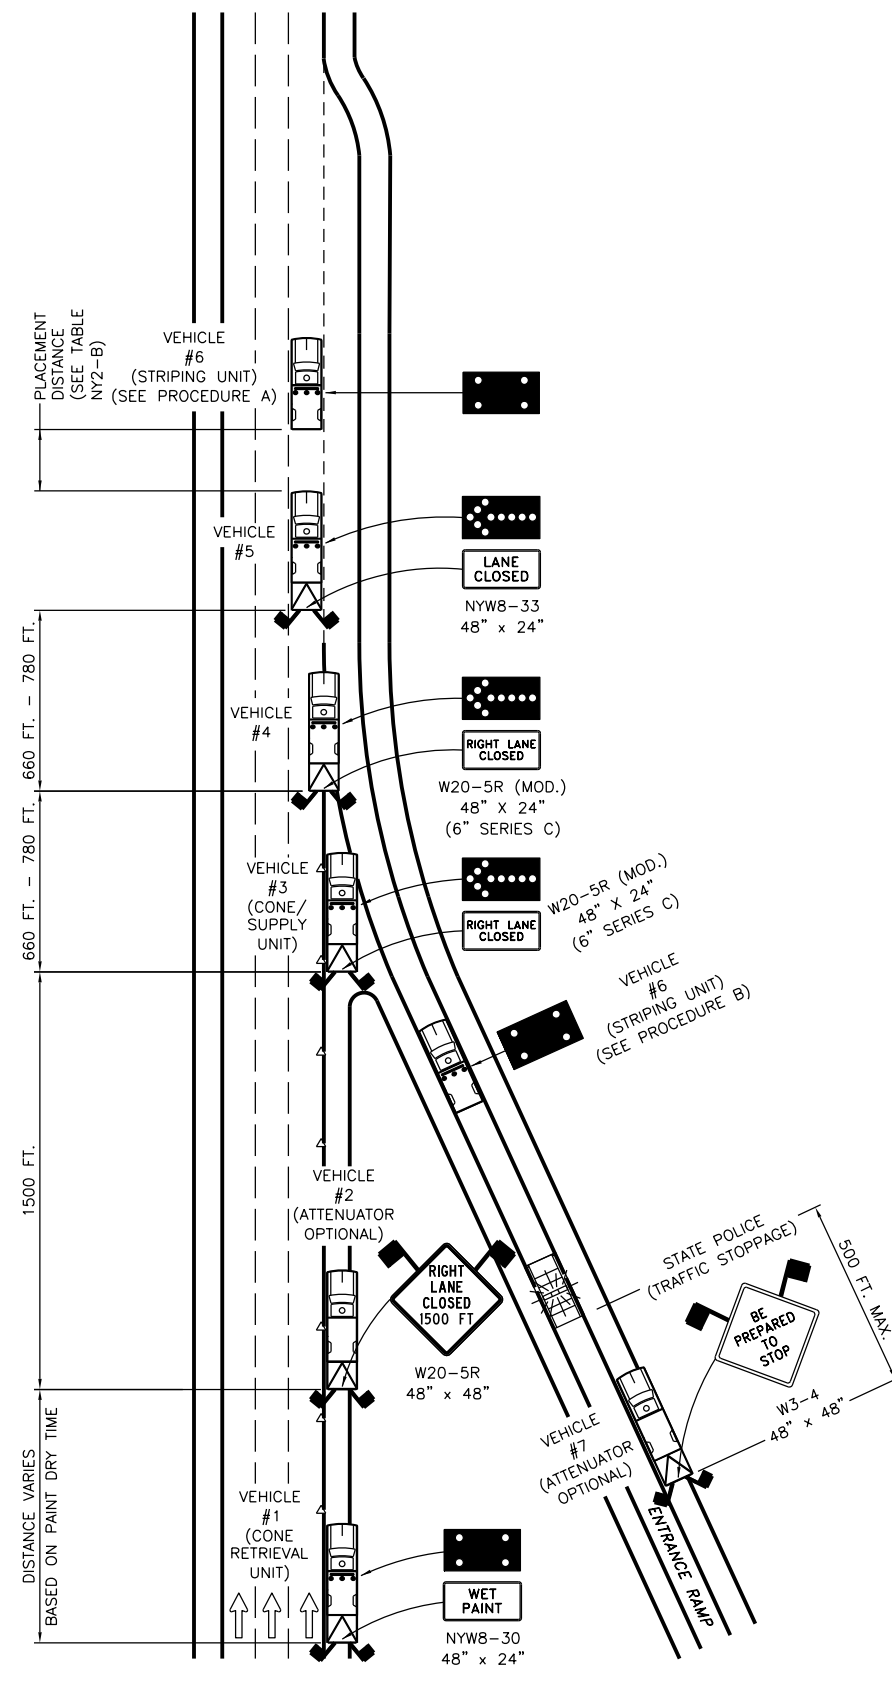 PLACEMENT
DISTANCE
(SEE TABLE
NY2-B)
VEHICLE
#6
(STRIPING UNIT)
(SEE PROCEDURE A)
VEHICLE
#5
LANE
CLOSED
NYW8-33
48" x 24"
660 FT. - 780 FT.
VEHICLE
#4
RIGHT LANE
CLOSED
W20-5R (MOD.)
48" X 24"
(6" SERIES C)
660 FT. - 780 FT.
VEHICLE
#3
(CONE/
SUPPLY
UNIT)
RIGHT LANE
CLOSED
W20-5R (MOD.)
48" X 24"
(6" SERIES C)
VEHICLE
#6
(STRIPING UNIT)
(SEE PROCEDURE B)
1500 FT.
VEHICLE
#2
(ATTENUATOR
OPTIONAL)
RIGHT
LANE
CLOSED
1500 FT
W20-5R
48" x 48"
STATE POLICE
(TRAFFIC STOPPAGE)
500 FT. MAX.
BE
PREPARED
TO
STOP
W3-4
48" x 48"
VEHICLE
#7
(ATTENUATOR
OPTIONAL)
DISTANCE VARIES
BASED ON PAINT DRY TIME
VEHICLE
#1
(CONE
RETRIEVAL
UNIT)
WET
PAINT
NYW8-30
48" x 24"
ENTRANCE RAMP